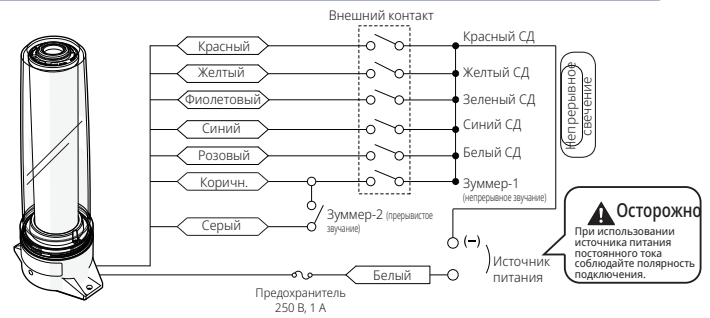 Внешний контакт
Красный
Красный СД
Желтый
Желтый СД
Фиолетовый
Зеленый СД
Синий
Синий СД
Розовый
Белый СД
Коричн.
Зуммер-1
(непрерывное звучание)
Непрерывное
свечение
Серый
Зуммер-2 (прерывистое
звучание)
(−)
Источник
питания
Белый
Предохранитель
250 В, 1 А
Осторожно
При использовании
источника питания
постоянного тока
соблюдайте полярность
подключения.